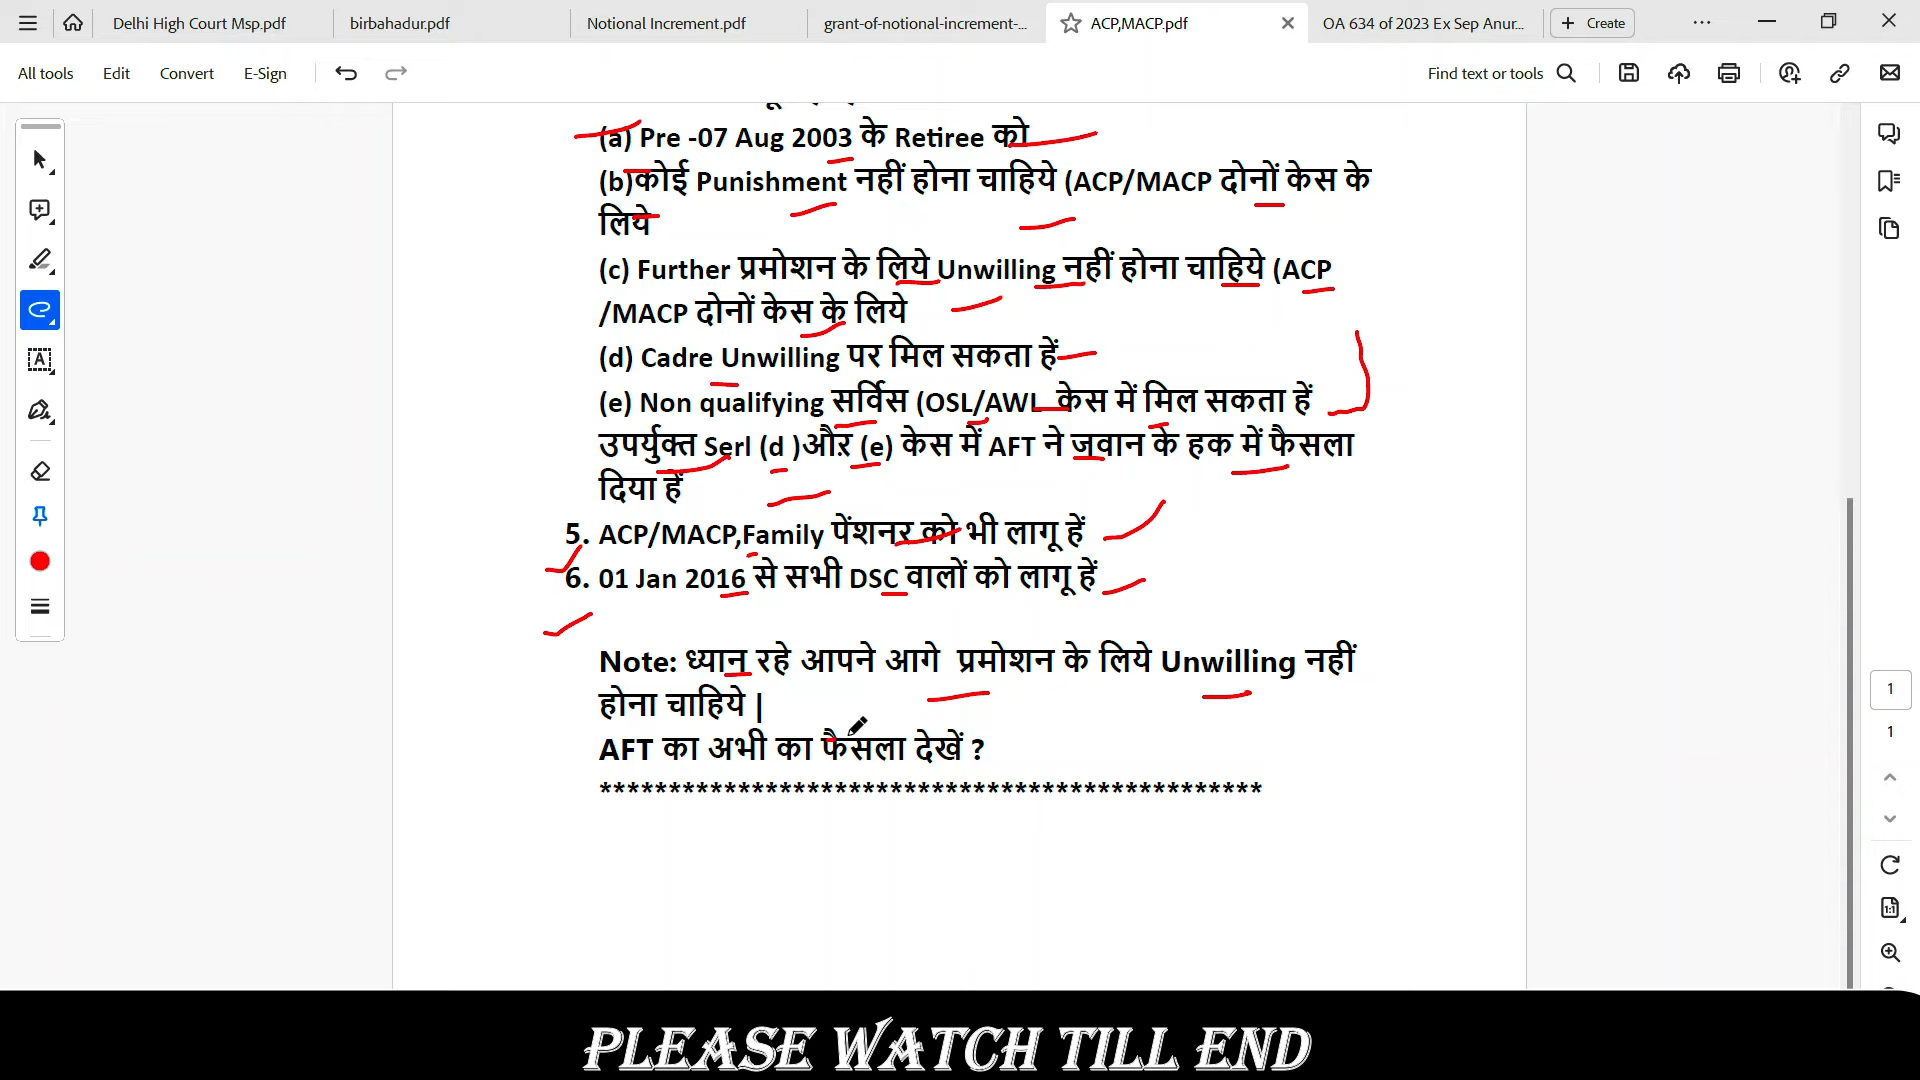 Delhi High Court Msp.pdf
birbahadur.pdf
Notional Increment.pdf
grant-of-notional-increment-...
ACP,MACP.pdf
OA 634 of 2023 Ex Sep Anur...
Create
All tools
Edit
Convert
E-Sign
Find text or tools
(a) Pre -07 Aug 2003 के Retiree को
(b)कोई Punishment नहीं होना चाहिये (ACP/MACP दोनों केस के
लिये
(c) Further प्रमोशन के लिये Unwilling नहीं होना चाहिये (ACP
/MACP दोनों केस के लिये
(d) Cadre Unwilling पर मिल सकता हें
(e) Non qualifying सर्विस (OSL/AWL केस में मिल सकता हें
उपर्युक्त Serl (d )औऱ (e) केस में AFT ने जवान के हक में फैसला
दिया हें
5. ACP/MACP,Family पेंशनर को भी लागू हें
6. 01 Jan 2016 से सभी DSC वालों को लागू हें
Note: ध्यान रहे आपने आगे प्रमोशन के लिये Unwilling नहीं
होना चाहिये |
AFT का अभी का फैसला देखें ?
************************************************
1
1
PLEASE WATCH TILL END